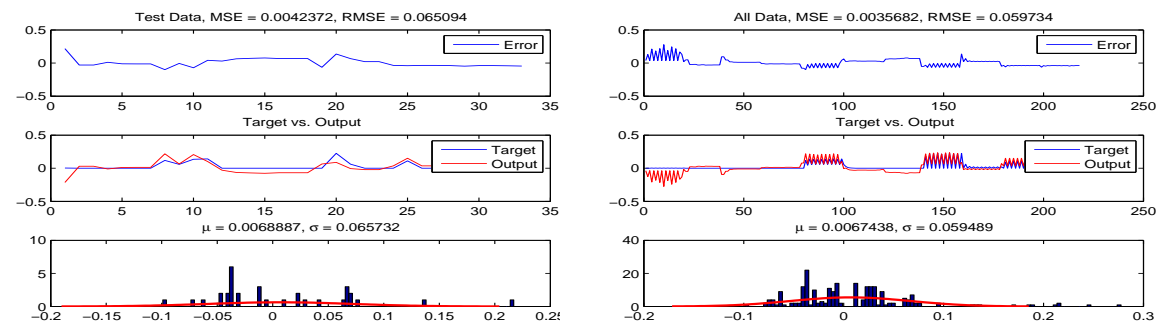 Test Data, MSE = 0.0042372, RMSE = 0.065094
0.5
0
−0.5
Error
0 5 10 15 20 25 30 35
Target vs. Output
0.5
0
−0.5
Target
Output
0 5 10 15 20 25 30 35
μ = 0.0068887, σ = 0.065732
10
5
0
−0.2 −0.15 −0.1 −0.05 0 0.05 0.1 0.15 0.2 0.25
All Data, MSE = 0.0035682, RMSE = 0.059734
0.5
0
−0.5
Error
0 50 100 150 200 250
Target vs. Output
0.5
0
−0.5
Target
Output
0 50 100 150 200 250
μ = 0.0067438, σ = 0.059489
40
20
0
−0.2 −0.1 0 0.1 0.2 0.3